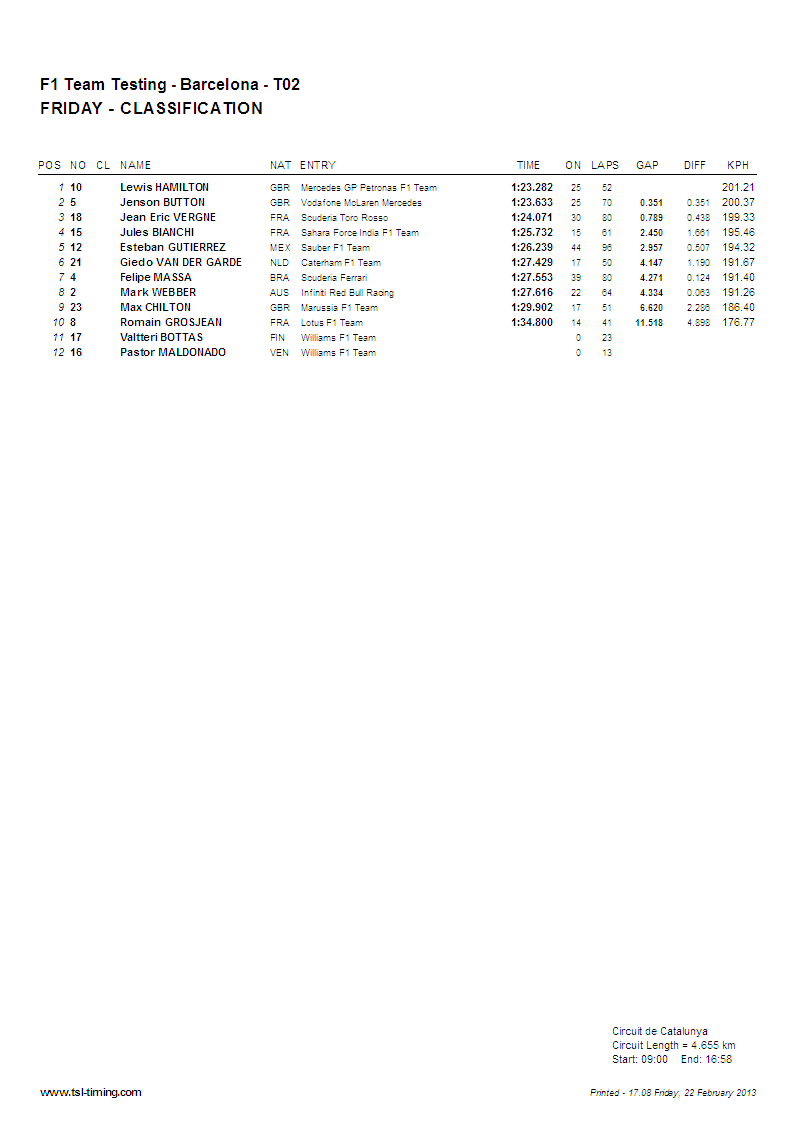 F1 Team Testing - Barcelona - T02
FRIDAY - CLASSIFICATION
POS NO CL NAME NAT ENTRY TIME ON LAPS GAP DIFF KPH
1 10 Lewis HAMILTON GBR Mercedes GP Petronas F1 Team 1:23.282 25 52 201.21
2 5 Jenson BUTTON GBR Vodafone McLaren Mercedes 1:23.633 25 70 0.351 0.351 200.37
3 18 Jean Eric VERGNE FRA Scuderia Toro Rosso 1:24.071 30 80 0.789 0.438 199.33
4 15 Jules BIANCHI FRA Sahara Force India F1 Team 1:25.732 15 61 2.450 1.661 195.46
5 12 Esteban GUTIERREZ MEX Sauber F1 Team 1:26.239 44 96 2.957 0.507 194.32
6 21 Giedo VAN DER GARDE NLD Caterham F1 Team 1:27.429 17 50 4.147 1.190 191.67
7 4 Felipe MASSA BRA Scuderia Ferrari 1:27.553 39 80 4.271 0.124 191.40
8 2 Mark WEBBER AUS Infiniti Red Bull Racing 1:27.616 22 64 4.334 0.063 191.26
9 23 Max CHILTON GBR Marussia F1 Team 1:29.902 17 51 6.620 2.286 186.40
10 8 Romain GROSJEAN FRA Lotus F1 Team 1:34.800 14 41 11.518 4.898 176.77
11 17 Valtteri BOTTAS FIN Williams F1 Team 0 23
12 16 Pastor MALDONADO VEN Williams F1 Team 0 13
Circuit de Catalunya
Circuit Length = 4.655 km
Start: 09:00 End: 16:58
www.tsl-timing.com Printed - 17:08 Friday, 22 February 2013